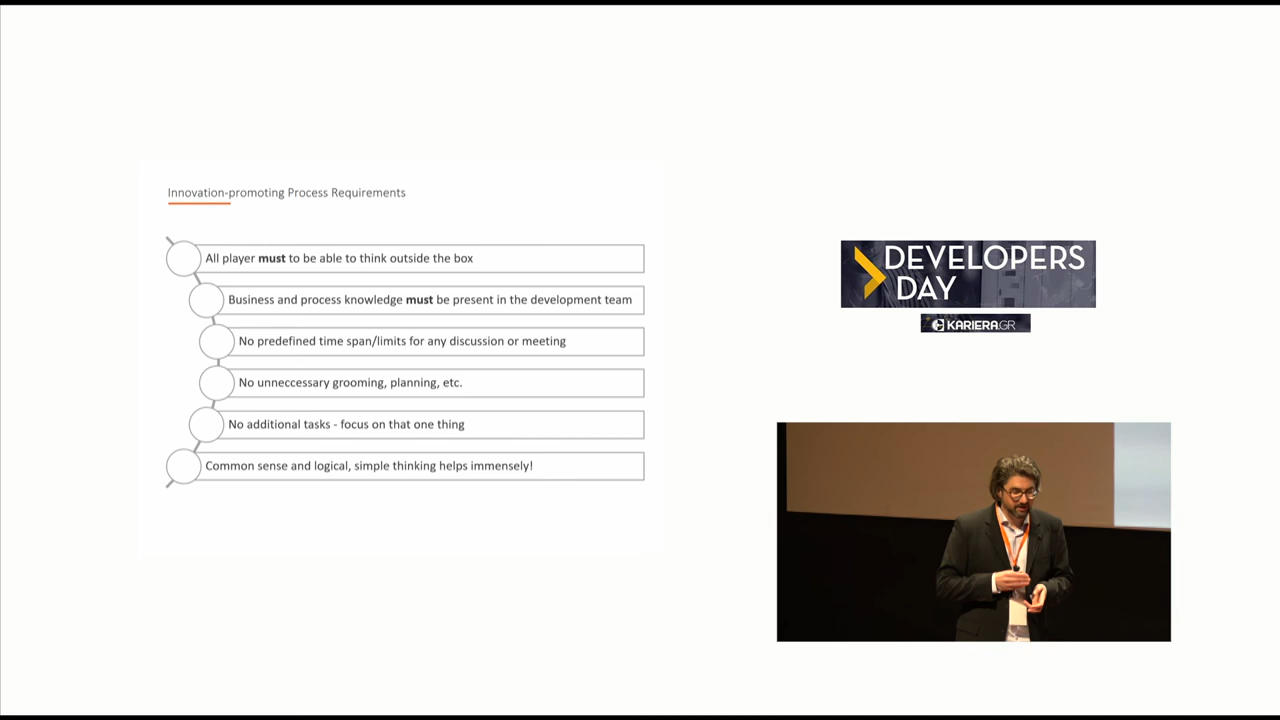 Innovation-promoting Process Requirements
All player must to be able to think outside the box
Business and process knowledge must be present in the development team
No predefined time span/limits for any discussion or meeting
No unneccessary grooming, planning, etc.
No additional tasks - focus on that one thing
Common sense and logical, simple thinking helps immensely!
DEVELOPERS
DAY
KARIERA.GR